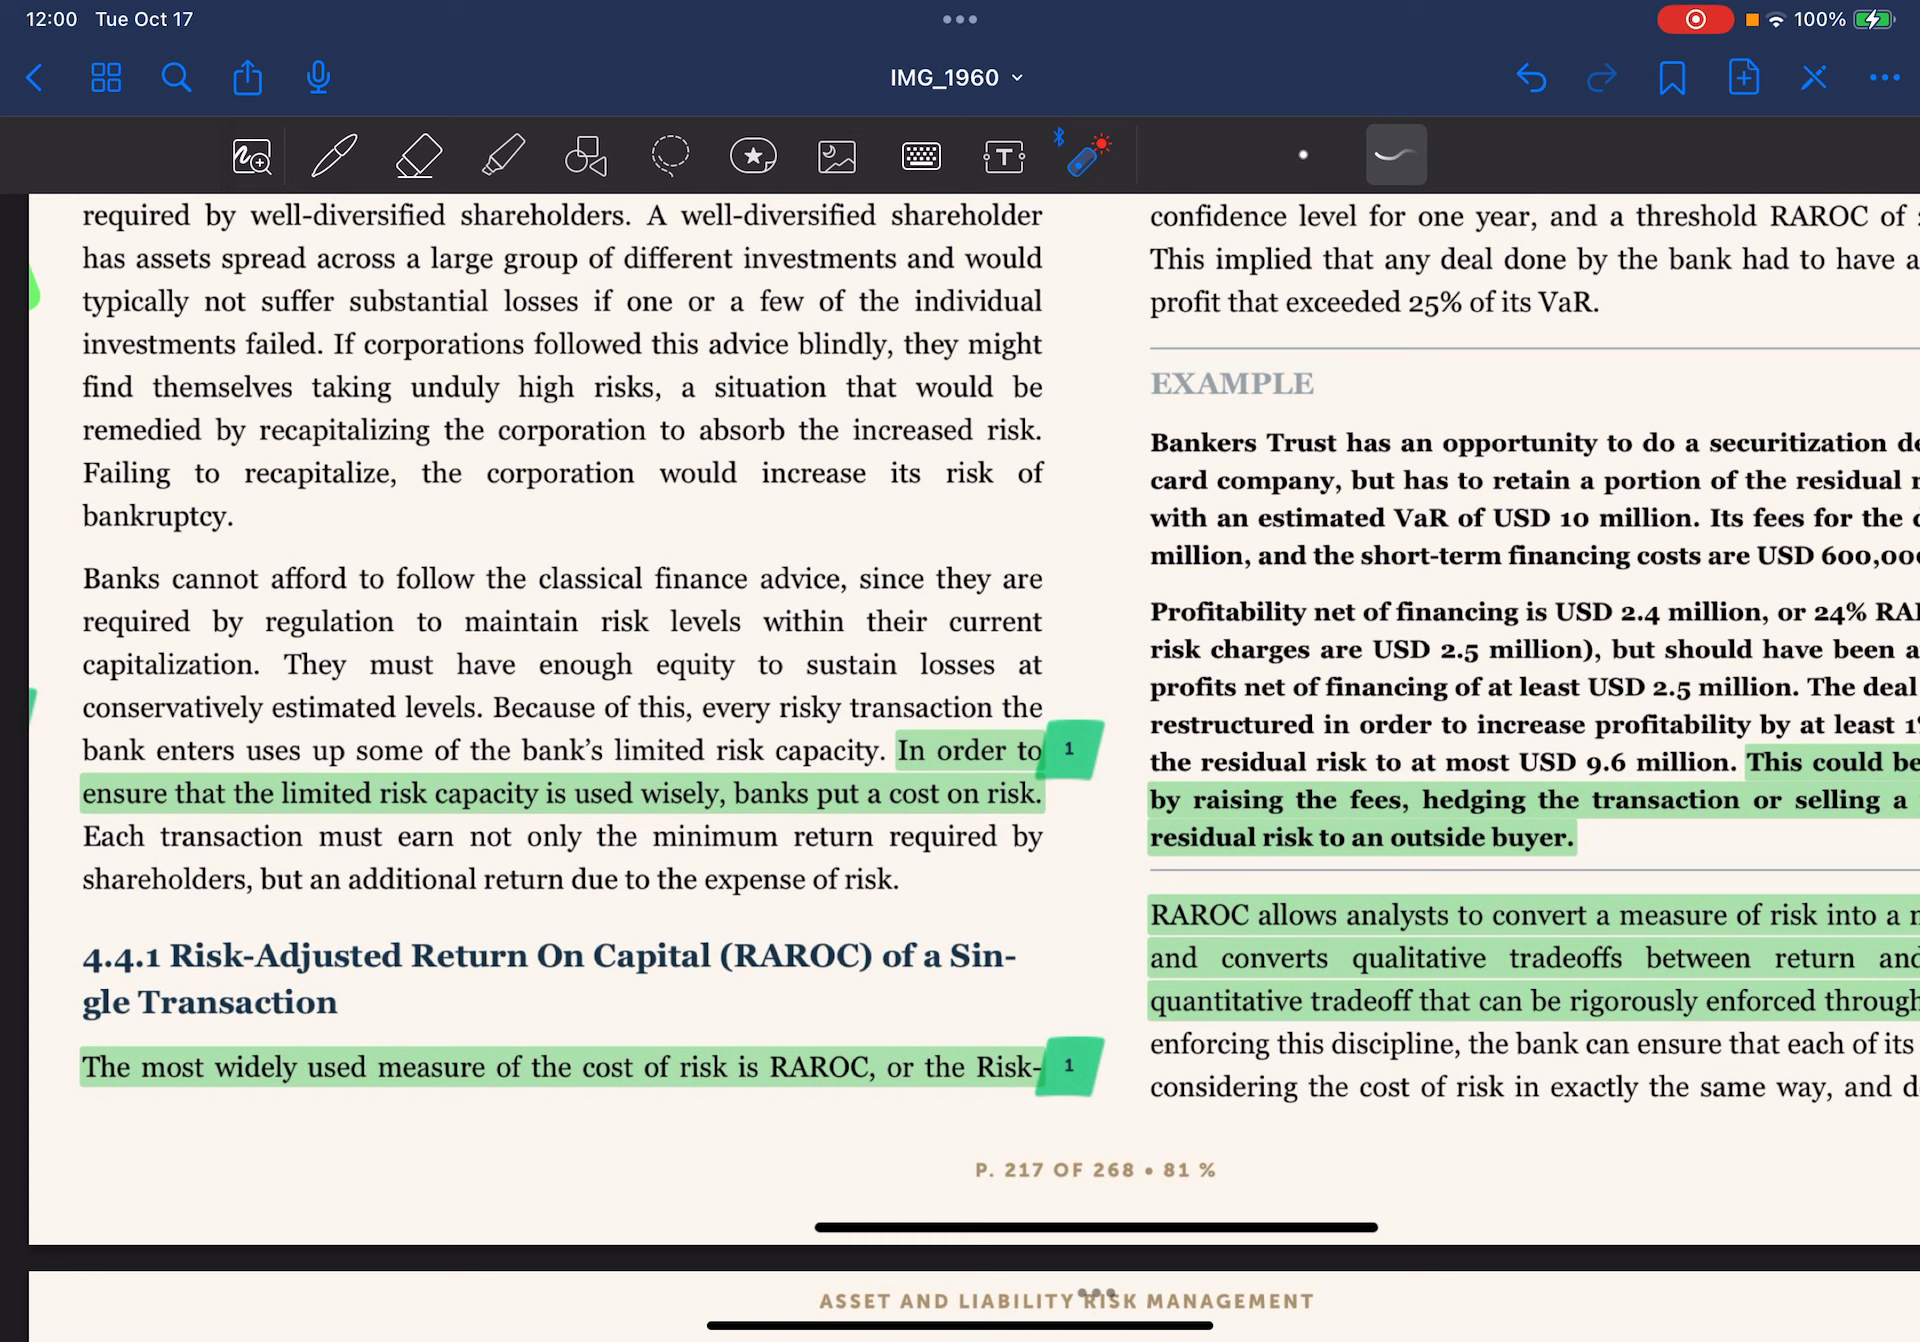 12:00 Tue Oct 17
100%
IMG_1960
required by well-diversified shareholders. A well-diversified shareholder
has assets spread across a large group of different investments and would
typically not suffer substantial losses if one or a few of the individual
investments failed. If corporations followed this advice blindly, they might
find themselves taking unduly high risks, a situation that would be
remedied by recapitalizing the corporation to absorb the increased risk.
Failing to recapitalize, the corporation would increase its risk of
bankruptcy.
Banks cannot afford to follow the classical finance advice, since they are
required by regulation to maintain risk levels within their current
capitalization. They must have enough equity to sustain losses at
conservatively estimated levels. Because of this, every risky transaction the
bank enters uses up some of the bank's limited risk capacity. In order to
1
ensure that the limited risk capacity is used wisely, banks put a cost on risk.
Each transaction must earn not only the minimum return required by
shareholders, but an additional return due to the expense of risk.
4.4.1 Risk-Adjusted Return On Capital (RAROC) of a Sin-
gle Transaction
The most widely used measure of the cost of risk is RAROC, or the Risk-
1
confidence level for one year, and a threshold RAROC of
This implied that any deal done by the bank had to have a
profit that exceeded 25% of its VaR.
EXAMPLE
Bankers Trust has an opportunity to do a securitization
card company, but has to retain a portion of the residual
with an estimated VaR of USD 10 million. Its fees for the
million, and the short-term financing costs are USD
Profitability net of financing is USD 2.4 million, or 24%
risk charges are USD 2.5 million), but should have been a
profits net of financing of at least USD 2.5 million. The deal
restructured in order to increase profitability by at least
the residual risk to at most USD 9.6 million. This could be
by raising the fees, hedging the transaction or selling a
residual risk to an outside buyer.
RAROC allows analysts to convert a measure of risk into a
and converts qualitative tradeoffs between return
quantitative tradeoff that can be rigorously enforced
enforcing this discipline, the bank can ensure that each of its
considering the cost of risk in exactly the same way, and
P. 217 OF 268 • 81 %
ASSET AND LIABILITY RISK MANAGEMENT